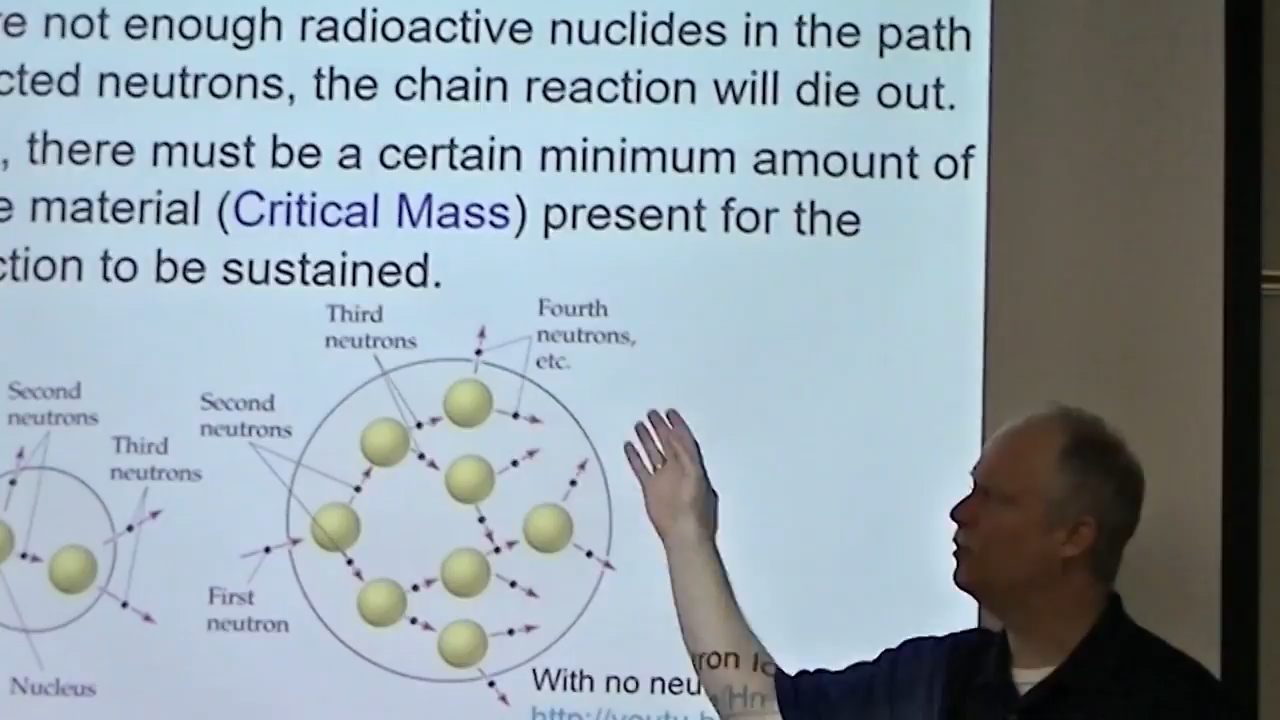 e not enough radioactive nuclides in the path
cted neutrons, the chain reaction will die out.
, there must be a certain minimum amount of
e material (Critical Mass) present for the
ction to be sustained.
Third
neutrons
Fourth
neutrons,
etc.
Second
neutrons
Third
neutrons
Second
neutrons
First
neutron
Nucleus
With no neu